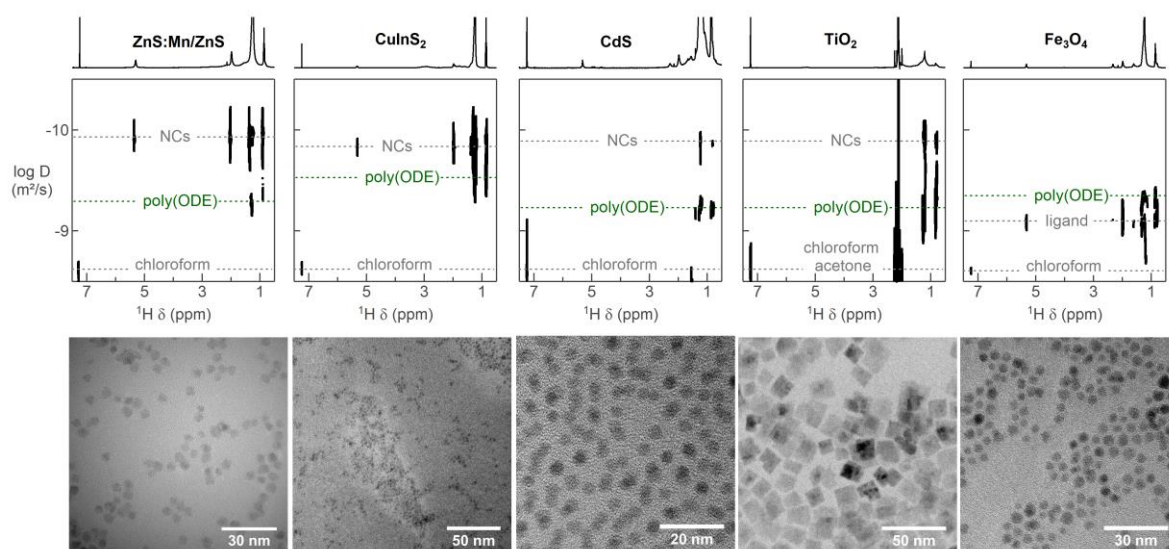 ZnS:Mn/ZnS
CuInS₂
CdS
TiO₂
Fe₃O₄
-10
-9
log D
(m²/s)
NCs
poly(ODE)
chloroform
NCs
poly(ODE)
chloroform
NCs
poly(ODE)
NCs
poly(ODE)
chloroform
acetone
poly(ODE)
ligand
chloroform
7 5 3 1
7 5 3 1
7 5 3 1
7 5 3 1
7 5 3 1
¹H δ (ppm)
¹H δ (ppm)
¹H δ (ppm)
¹H δ (ppm)
¹H δ (ppm)
30 nm
50 nm
20 nm
50 nm
30 nm